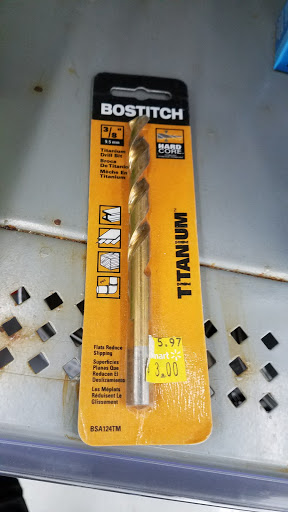 BOSTITCH
3/8"
9.5 mm
HARD
CORE
Titanium
Drill Bit
Broca
De Titanio
Mèche En
Titanium
TITANIUM
Flats Reduce
Slipping
Superficies
Planas Que
Reducen El
Deslizamiento
Les Méplats
Réduisent Le
Glissement
5.97
mart
3.00
BSA124TM